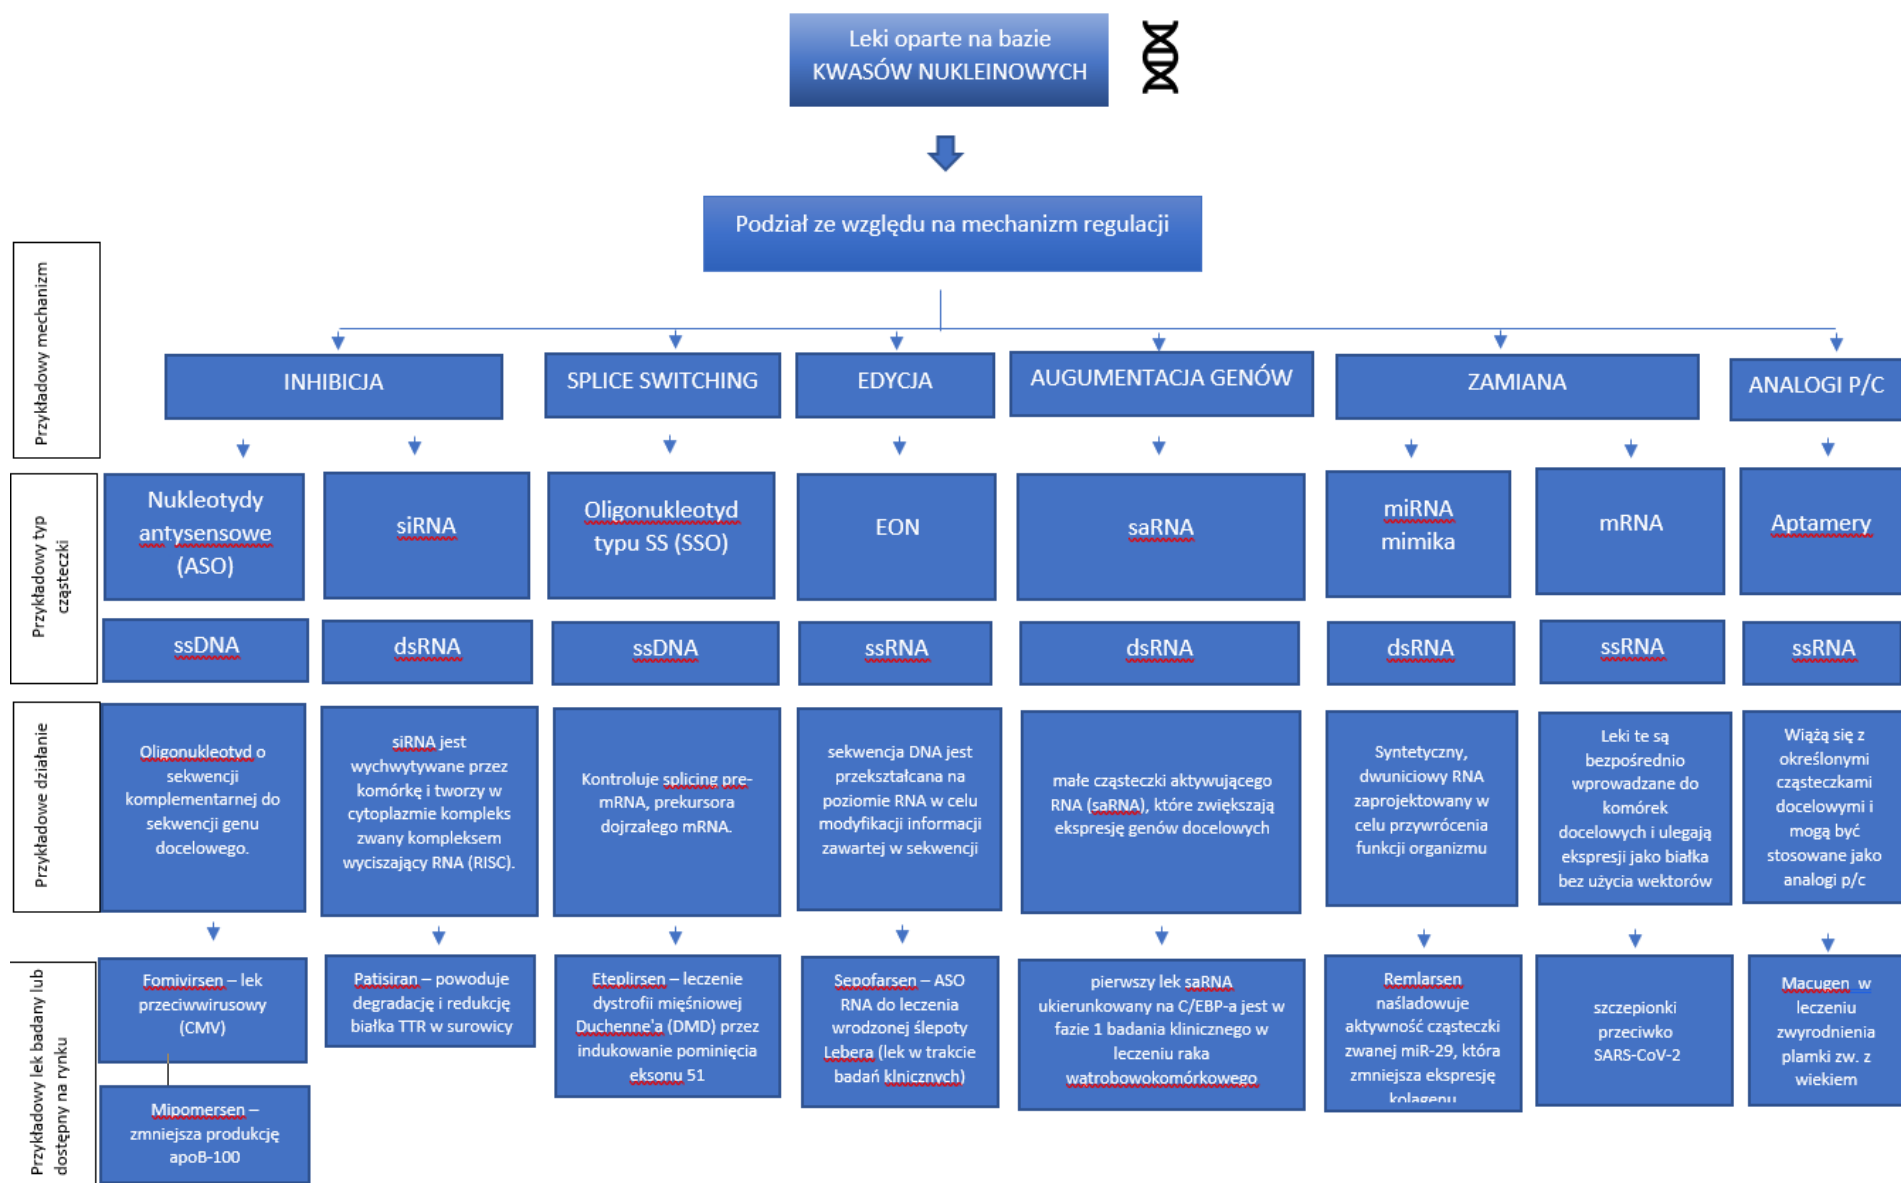 Leki oparte na bazie
KWASÓW NUKLEINOWYCH
Podział ze względu na mechanizm regulacji
Przykładowy mechanizm
INHIBICJA
SPLICE SWITCHING
EDYCJA
AUGUMENTACJA GENÓW
ZAMIANA
ANALOGI P/C
Przykładowy typ
cząsteczki
Nukleotydy
antysensowe
(ASO)
siRNA
Oligonukleotyd
typu SS (SSO)
EON
saRNA
miRNA
mimika
mRNA
Aptamery
ssDNA
dsRNA
ssDNA
ssRNA
dsRNA
dsRNA
ssRNA
ssRNA
Przykładowe działanie
Oligonukleotyd o
sekwencji
komplementarnej do
sekwencji genu
docelowego.
siRNA jest
wychwytywane przez
komórkę i tworzy w
cytoplazmie kompleks
zwany kompleksem
wyciszający RNA (RISC).
Kontroluje splicing pre-
mRNA, prekursora
dojrzałego mRNA.
sekwencja DNA jest
przekształcana na
poziomie RNA w celu
modyfikacji informacji
zawartej w sekwencji
małe cząsteczki aktywującego
RNA (saRNA), które zwiększają
ekspresję genów docelowych
Syntetyczny,
dwuniciowy RNA
zaprojektowany w
celu przywrócenia
funkcji organizmu
Leki te są
bezpośrednio
wprowadzane do
komórek
docelowych i ulegają
ekspresji jako białka
bez użycia wektorów
Wiążą się z
określonymi
cząsteczkami
docelowymi i
mogą być
stosowane jako
analogi p/c
Przykładowy lek badany lub
dostępny na rynku
Fomivirsen – lek
przeciwwirusowy
(CMV)
Mipomersen –
zmniejsza produkcję
apoB-100
Patisiran – powoduje
degradację i redukcję
białka TTR w surowicy
Eteplirsen – leczenie
dystrofii mięśniowej
Duchenne'a (DMD) przez
indukowanie pominięcia
eksonu 51
Sepofarsen – ASO
RNA do leczenia
wrodzonej ślepoty
Lebera (lek w trakcie
badań klnicznych)
pierwszy lek saRNA
ukierunkowany na C/EBP-a jest w
fazie 1 badania klinicznego w
leczeniu raka
watrobowokomórkowego
Remlarsen
naśladowuje
aktywność cząsteczki
zwanej miR-29, która
zmniejsza ekspresję
kolagenu
szczepionki
przeciwko
SARS-CoV-2
Macugen w
leczeniu
zwyrodnienia
plamki zw. z
wiekiem